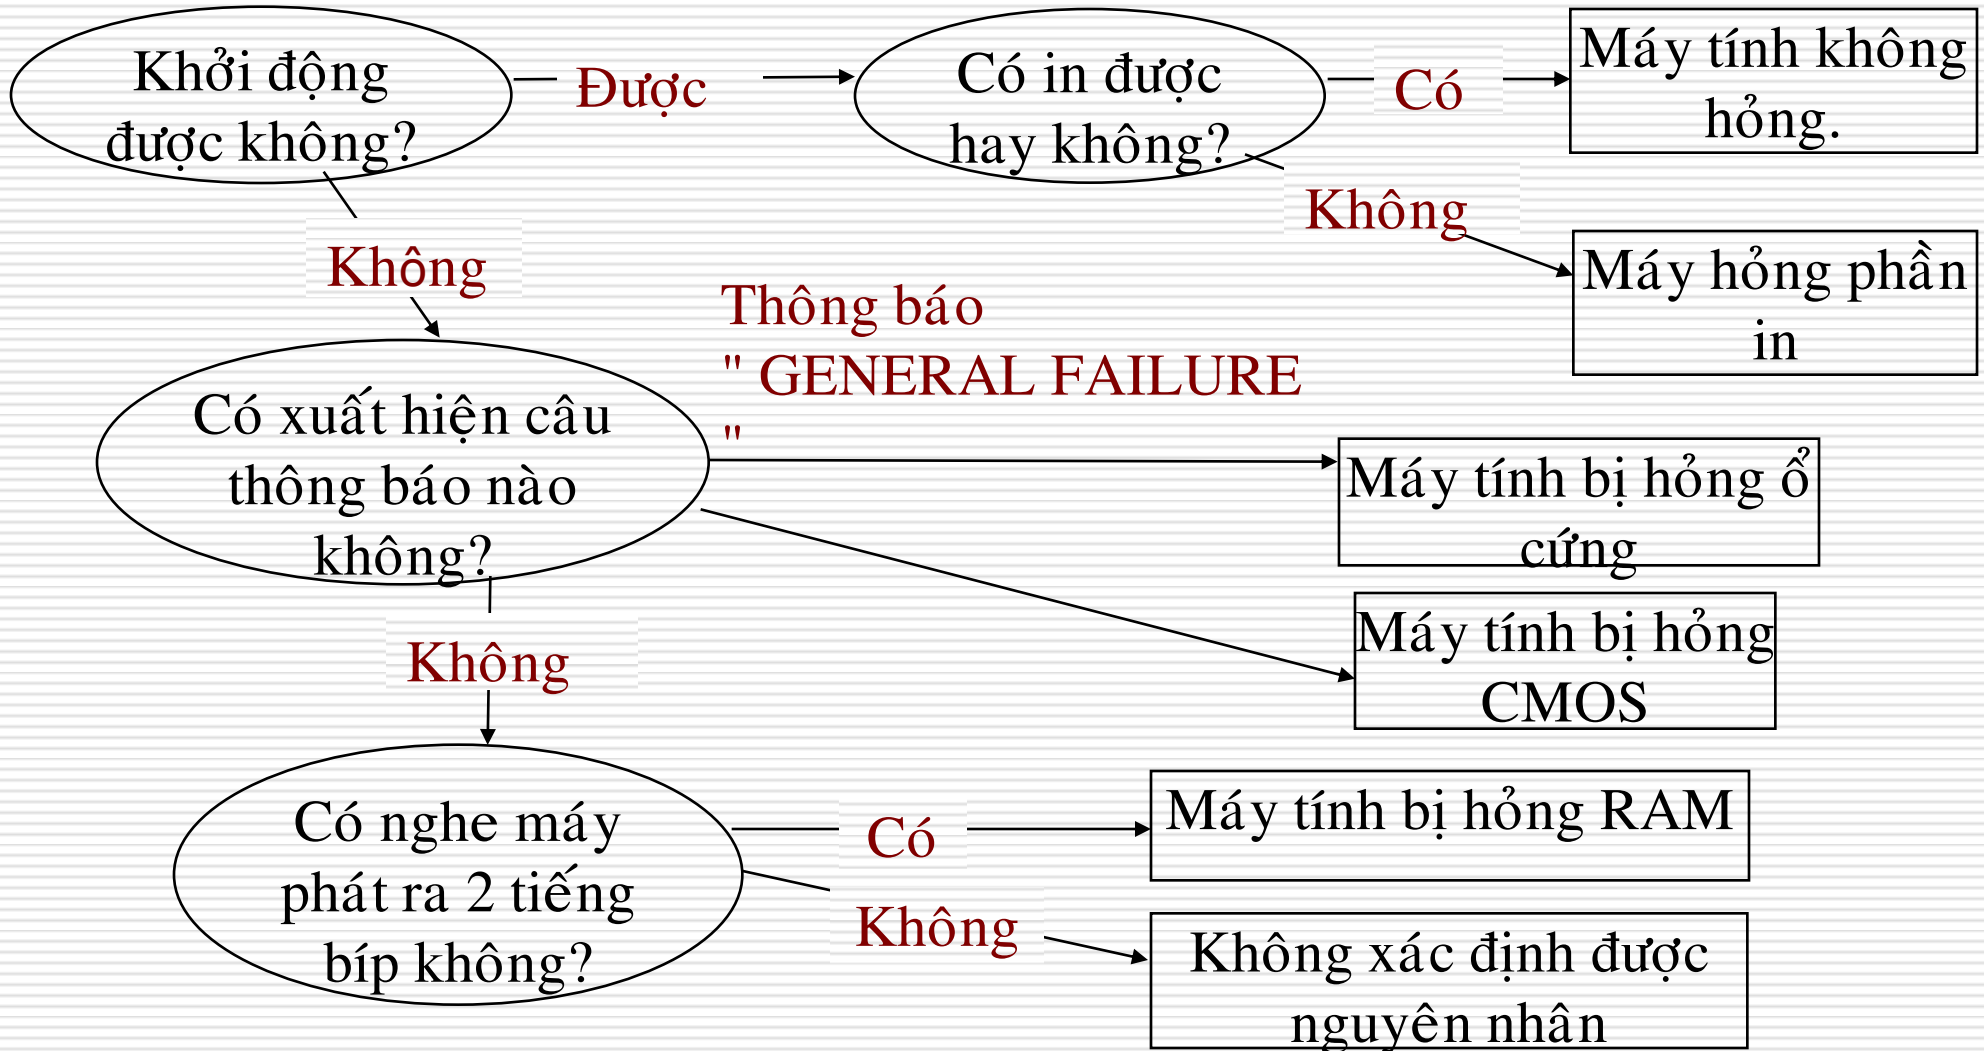 Khởi động
được không?
Được
Có in được
hay không?
Có
Máy tính không
hỏng.
Không
Máy hỏng phần
in
Không
Thông báo
" GENERAL FAILURE
"
Có xuất hiện câu
thông báo nào
không?
Máy tính bị hỏng ổ
cứng
Máy tính bị hỏng
CMOS
Không
Có nghe máy
phát ra 2 tiếng
bíp không?
Có
Máy tính bị hỏng RAM
Không
Không xác định được
nguyên nhân